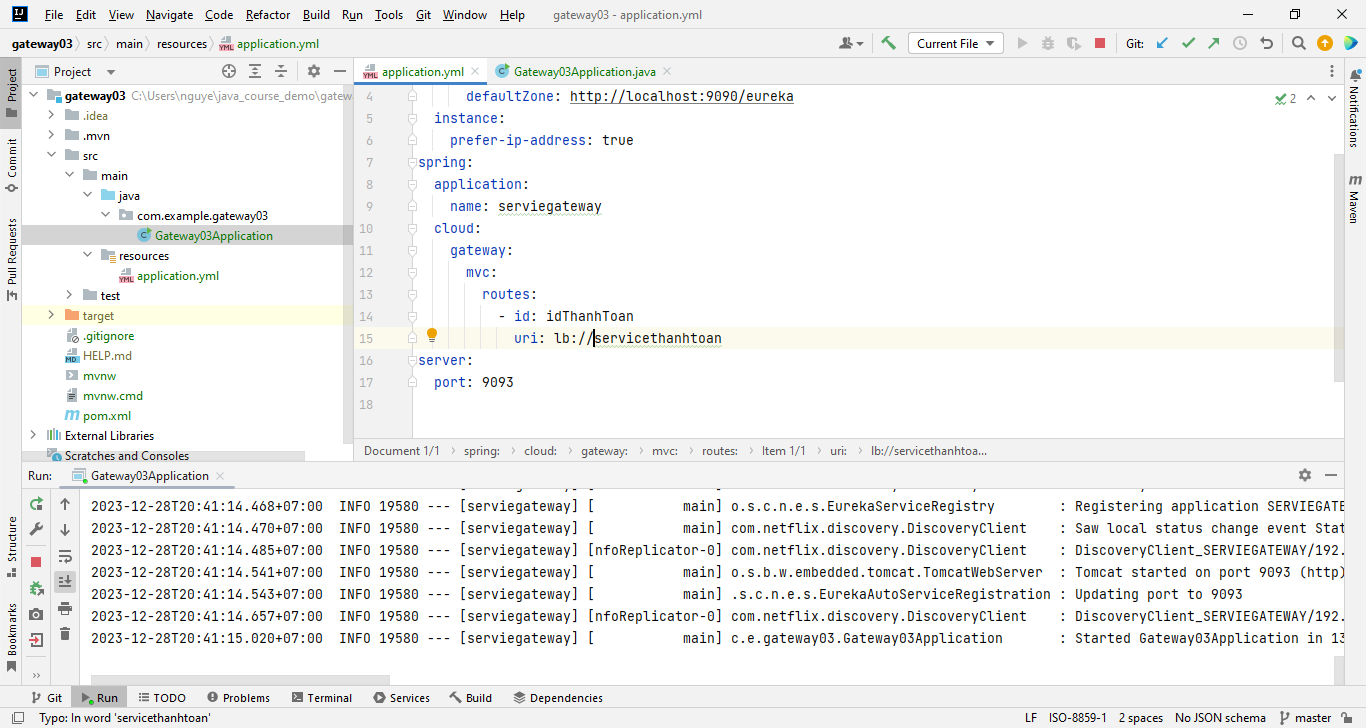 File Edit View Navigate Code Refactor Build Run Tools Git Window Help gateway03 - application.yml
gateway03 src main resources application.yml Current File Git:
Project
application.yml Gateway03Application.java
gateway03 C:\Users\nguye\java_course_demo\gatew
.idea
.mvn
src
main
java
com.example.gateway03
Gateway03Application
resources
application.yml
test
target
.gitignore
HELP.md
mvnw
mvnw.cmd
pom.xml
External Libraries
Scratches and Consoles
4 defaultZone: http://localhost:9090/eureka
5 instance:
6 prefer-ip-address: true
7 spring:
8 application:
9 name: serviegateway
10 cloud:
11 gateway:
12 mvc:
13 routes:
14 - id: idThanhToan
15 uri: lb://servicethanhtoan
16 server:
17 port: 9093
18
2
Document 1/1 spring: cloud: gateway: mvc: routes: Item 1/1 uri: lb://servicethanhtoa...
Project
Commit
Pull Requests
Structure
Bookmarks
Notifications
Maven
Run: Gateway03Application
2023-12-28T20:41:14.468+07:00 INFO 19580 --- [serviegateway] [ main] o.s.c.n.e.s.EurekaServiceRegistry : Registering application SERVIEGATE
2023-12-28T20:41:14.470+07:00 INFO 19580 --- [serviegateway] [ main] com.netflix.discovery.DiscoveryClient : Saw local status change event Stat
2023-12-28T20:41:14.485+07:00 INFO 19580 --- [serviegateway] [nfoReplicator-0] com.netflix.discovery.DiscoveryClient : DiscoveryClient_SERVIEGATEWAY/192.
2023-12-28T20:41:14.541+07:00 INFO 19580 --- [serviegateway] [ main] o.s.b.w.embedded.tomcat.TomcatWebServer : Tomcat started on port 9093 (http)
2023-12-28T20:41:14.543+07:00 INFO 19580 --- [serviegateway] [ main] .s.c.n.e.s.EurekaAutoServiceRegistration : Updating port to 9093
2023-12-28T20:41:14.657+07:00 INFO 19580 --- [serviegateway] [nfoReplicator-0] com.netflix.discovery.DiscoveryClient : DiscoveryClient_SERVIEGATEWAY/192.
2023-12-28T20:41:15.020+07:00 INFO 19580 --- [serviegateway] [ main] c.e.gateway03.Gateway03Application : Started Gateway03Application in 13
Git Run TODO Problems Terminal Services Build Dependencies
Typo: In word 'servicethanhtoan' LF ISO-8859-1 2 spaces No JSON schema master